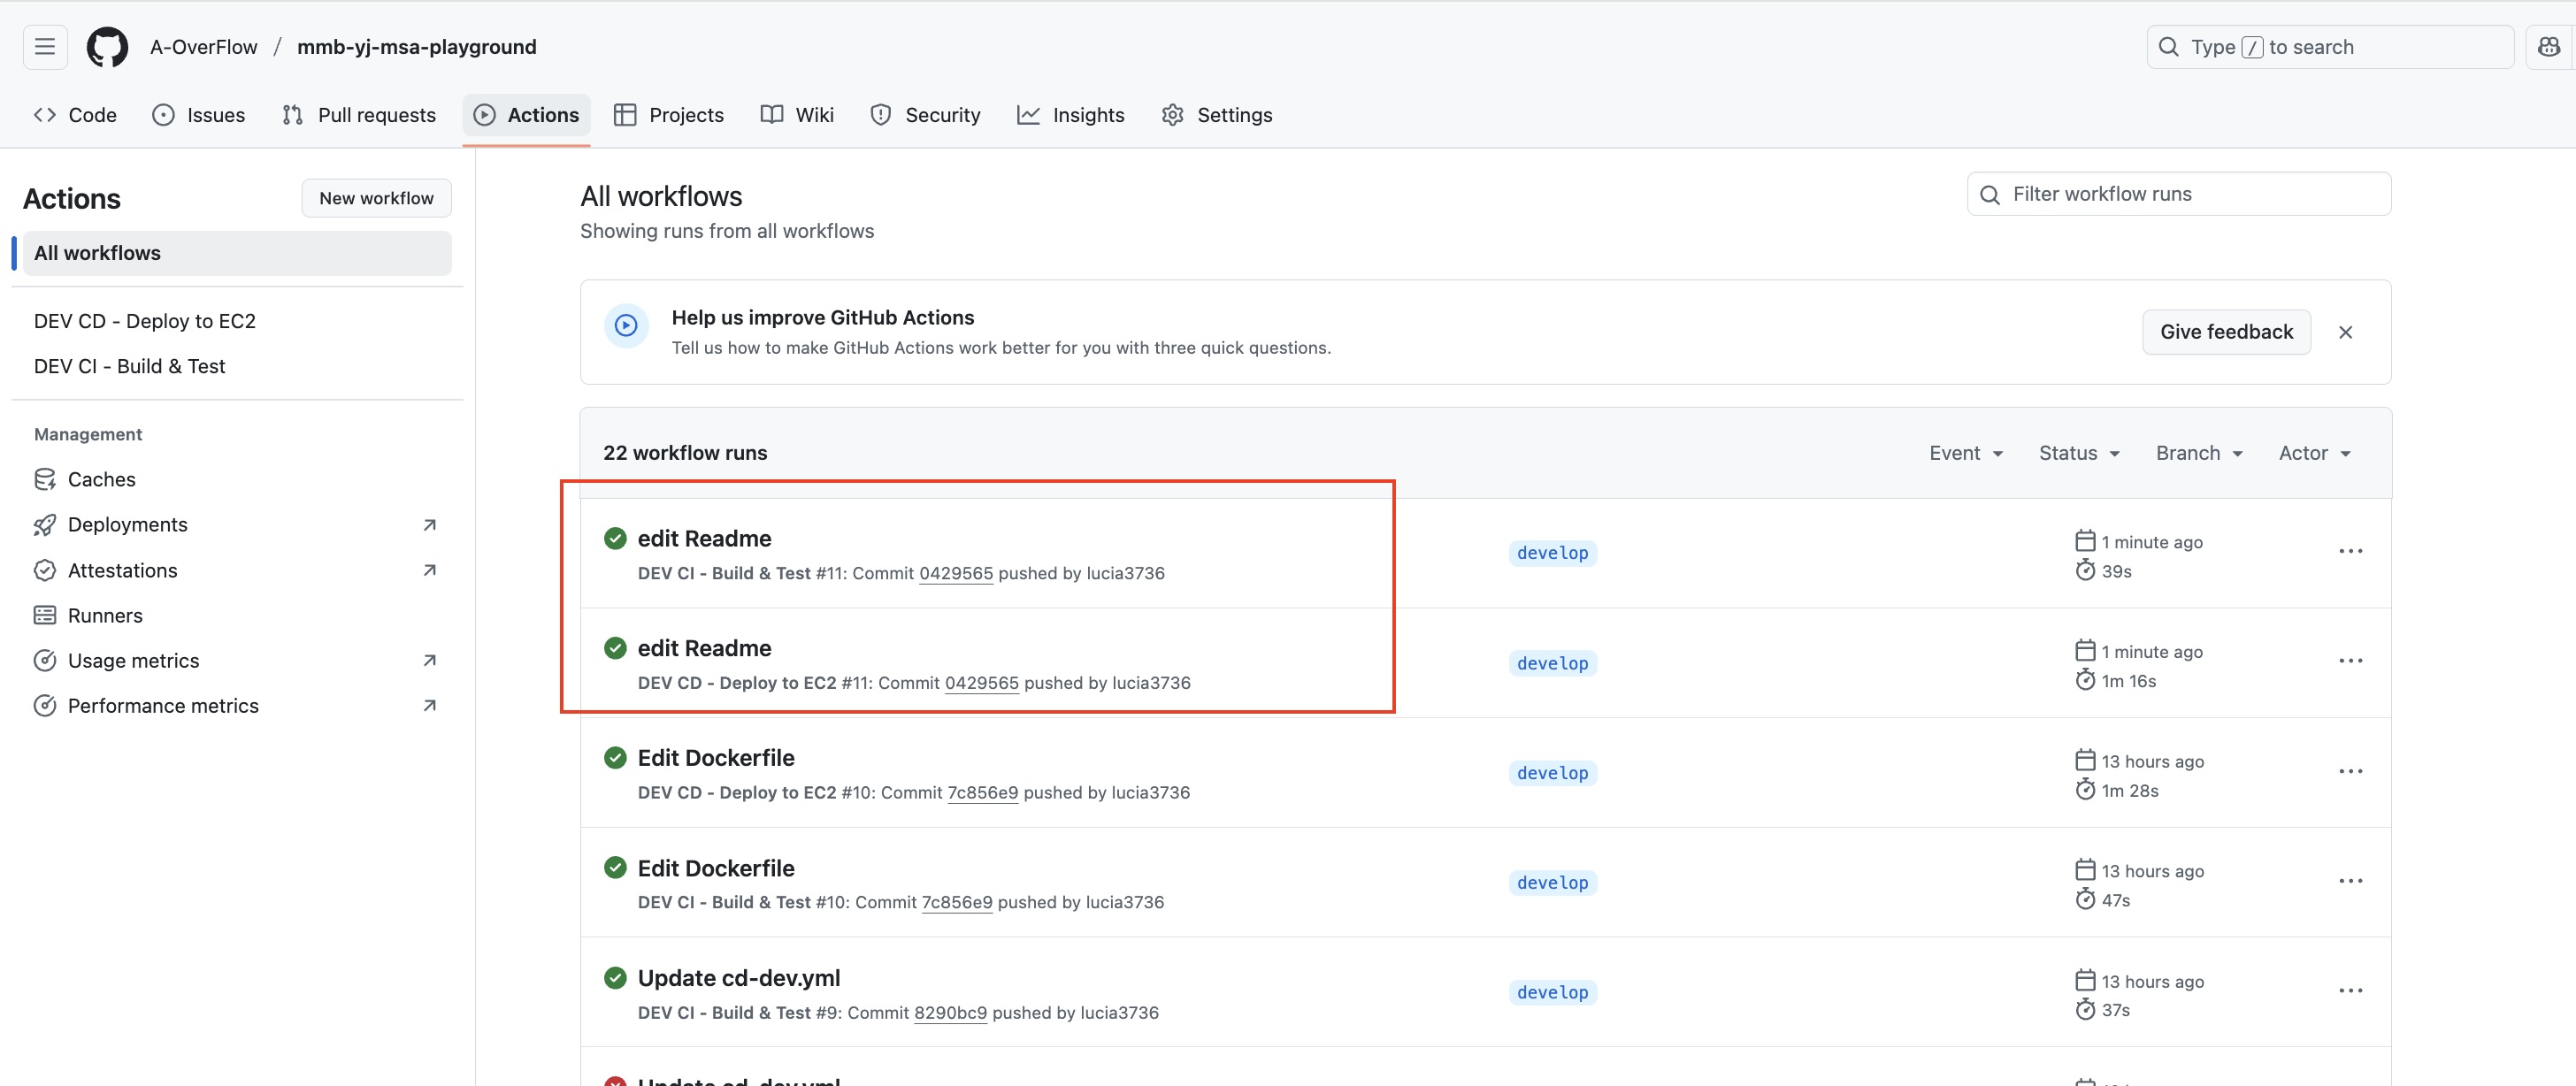 A-OverFlow / mmb-yj-msa-playground
Type / to search
Code
Issues
Pull requests
Actions
Projects
Wiki
Security
Insights
Settings
Actions
New workflow
All workflows
DEV CD - Deploy to EC2
DEV CI - Build & Test
Management
Caches
Deployments
Attestations
Runners
Usage metrics
Performance metrics
All workflows
Showing runs from all workflows
Filter workflow runs
Help us improve GitHub Actions
Tell us how to make GitHub Actions work better for you with three quick questions.
Give feedback
22 workflow runs
Event
Status
Branch
Actor
edit Readme
DEV CI - Build & Test #11: Commit 0429565 pushed by lucia3736
develop
1 minute ago
39s
edit Readme
DEV CD - Deploy to EC2 #11: Commit 0429565 pushed by lucia3736
develop
1 minute ago
1m 16s
Edit Dockerfile
DEV CD - Deploy to EC2 #10: Commit 7c856e9 pushed by lucia3736
develop
13 hours ago
1m 28s
Edit Dockerfile
DEV CI - Build & Test #10: Commit 7c856e9 pushed by lucia3736
develop
13 hours ago
47s
Update cd-dev.yml
DEV CI - Build & Test #9: Commit 8290bc9 pushed by lucia3736
develop
13 hours ago
37s
Update cd-dev.yml